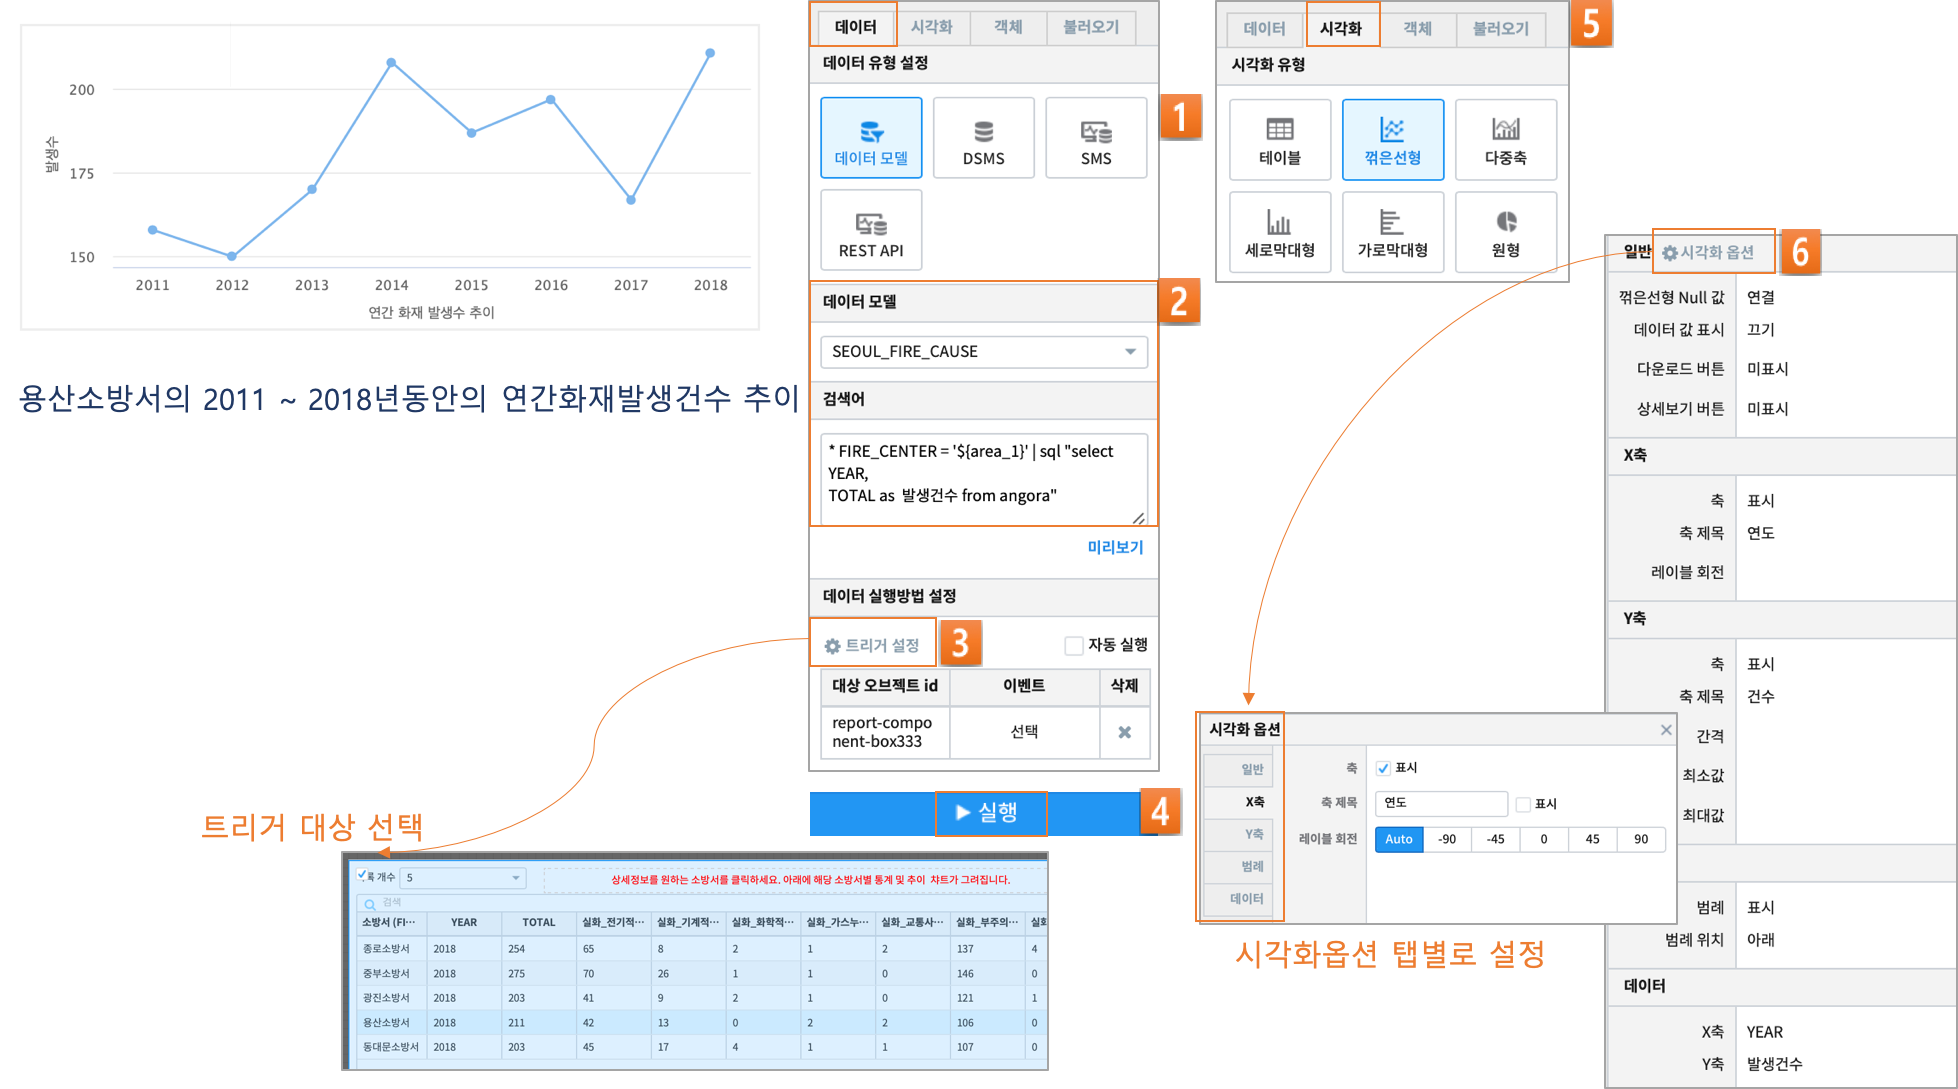 200
175
150
발생수
2011 2012 2013 2014 2015 2016 2017 2018
연간 화재 발생수 추이
용산소방서의 2011 ~ 2018년동안의 연간화재발생건수 추이
데이터 시각화 객체 불러오기
데이터 유형 설정
1
데이터 모델 DSMS SMS
REST API
2
데이터 모델
SEOUL_FIRE_CAUSE
검색어
* FIRE_CENTER = '${area_1}' | sql "select
YEAR,
TOTAL as 발생건수 from angora"
미리보기
데이터 실행방법 설정
트리거 설정 3 자동 실행
대상 오브젝트 id 이벤트 삭제
report-compo
nent-box333 선택
실행 4
트리거 대상 선택
록 개수 5 상세정보를 원하는 소방서를 클릭하세요. 아래에 해당 소방서별 통계 및 추이 챠트가 그려집니다.
검색
소방서 (FI··· YEAR TOTAL 실화_전기적··· 실화_기계적··· 실화_화학적··· 실화_가스누··· 실화_교통사··· 실화_부주의··· 실화
종로소방서 2018 254 65 8 2 1 2 137 4
중부소방서 2018 275 70 26 1 1 0 146 0
광진소방서 2018 203 41 9 2 1 0 121 1
용산소방서 2018 211 42 13 0 2 2 106 0
동대문소방서 2018 203 45 17 4 1 1 107 0
데이터 시각화 객체 불러오기 5
시각화 유형
테이블 꺾은선형 다중축
세로막대형 가로막대형 원형
일반 시각화 옵션 6
꺾은선형 Null 값 연결
데이터 값 표시 끄기
다운로드 버튼 미표시
상세보기 버튼 미표시
X축
축 표시
축 제목 연도
레이블 회전
Y축
축 표시
축 제목 건수
간격
최소값
최대값
범례 표시
범례 위치 아래
데이터
X축 YEAR
Y축 발생건수
시각화 옵션
일반
X축
Y축
범례
데이터
축 표시
축 제목 연도 표시
레이블 회전 Auto -90 -45 0 45 90
시각화옵션 탭별로 설정